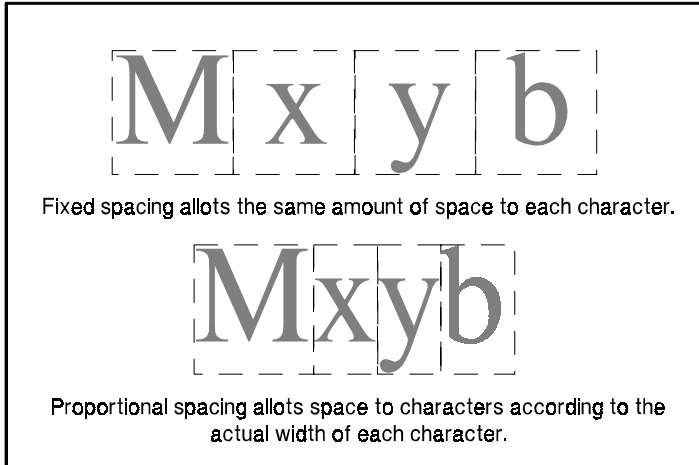 M x y b
Fixed spacing allots the same amount of space to each character.
Mxyb
Proportional spacing allots space to characters according to the
actual width of each character.